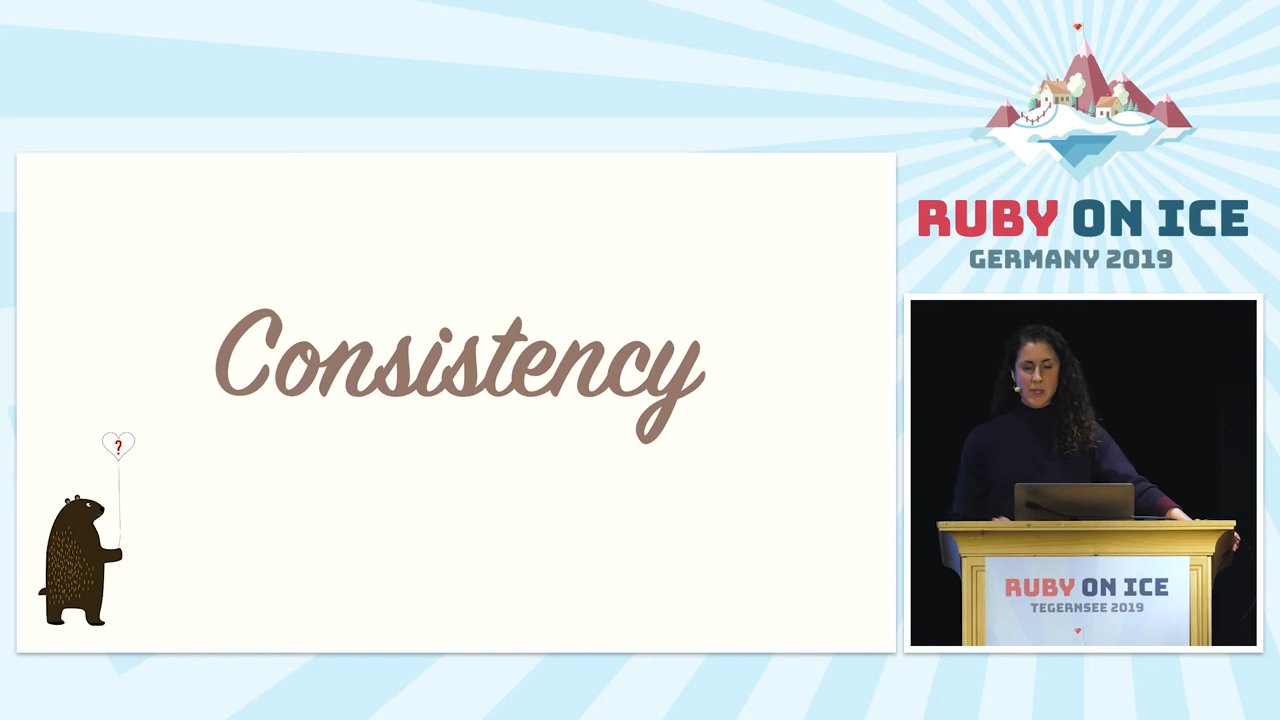 Consistency
?
RUBY ON ICE
GERMANY 2019
RUBY ON ICE
TEGERNSEE 2019